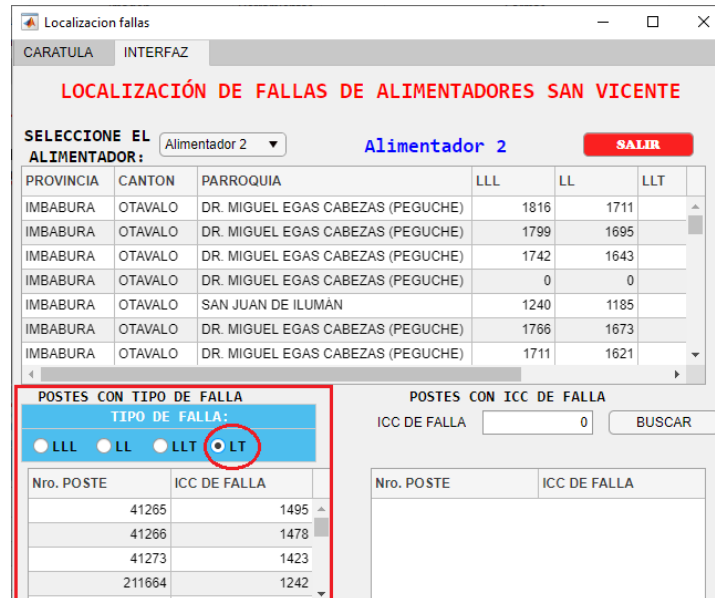 Localizacion fallas
CARATULA INTERFAZ
LOCALIZACIÓN DE FALLAS DE ALIMENTADORES SAN VICENTE
SELECCIONE EL
ALIMENTADOR:
Alimentador 2
Alimentador 2
SALIR
PROVINCIA CANTON PARROQUIA LLL LL LLT
IMBABURA OTAVALO DR. MIGUEL EGAS CABEZAS (PEGUCHE) 1816 1711
IMBABURA OTAVALO DR. MIGUEL EGAS CABEZAS (PEGUCHE) 1799 1695
IMBABURA OTAVALO DR. MIGUEL EGAS CABEZAS (PEGUCHE) 1742 1643
IMBABURA OTAVALO DR. MIGUEL EGAS CABEZAS (PEGUCHE) 0 0
IMBABURA OTAVALO SAN JUAN DE ILUMÁN 1240 1185
IMBABURA OTAVALO DR. MIGUEL EGAS CABEZAS (PEGUCHE) 1766 1673
IMBABURA OTAVALO DR. MIGUEL EGAS CABEZAS (PEGUCHE) 1711 1621
POSTES CON TIPO DE FALLA
TIPO DE FALLA:
LLL LL LLT LT
Nro. POSTE ICC DE FALLA
41265 1495
41266 1478
41273 1423
211664 1242
POSTES CON ICC DE FALLA
ICC DE FALLA 0 BUSCAR
Nro. POSTE ICC DE FALLA